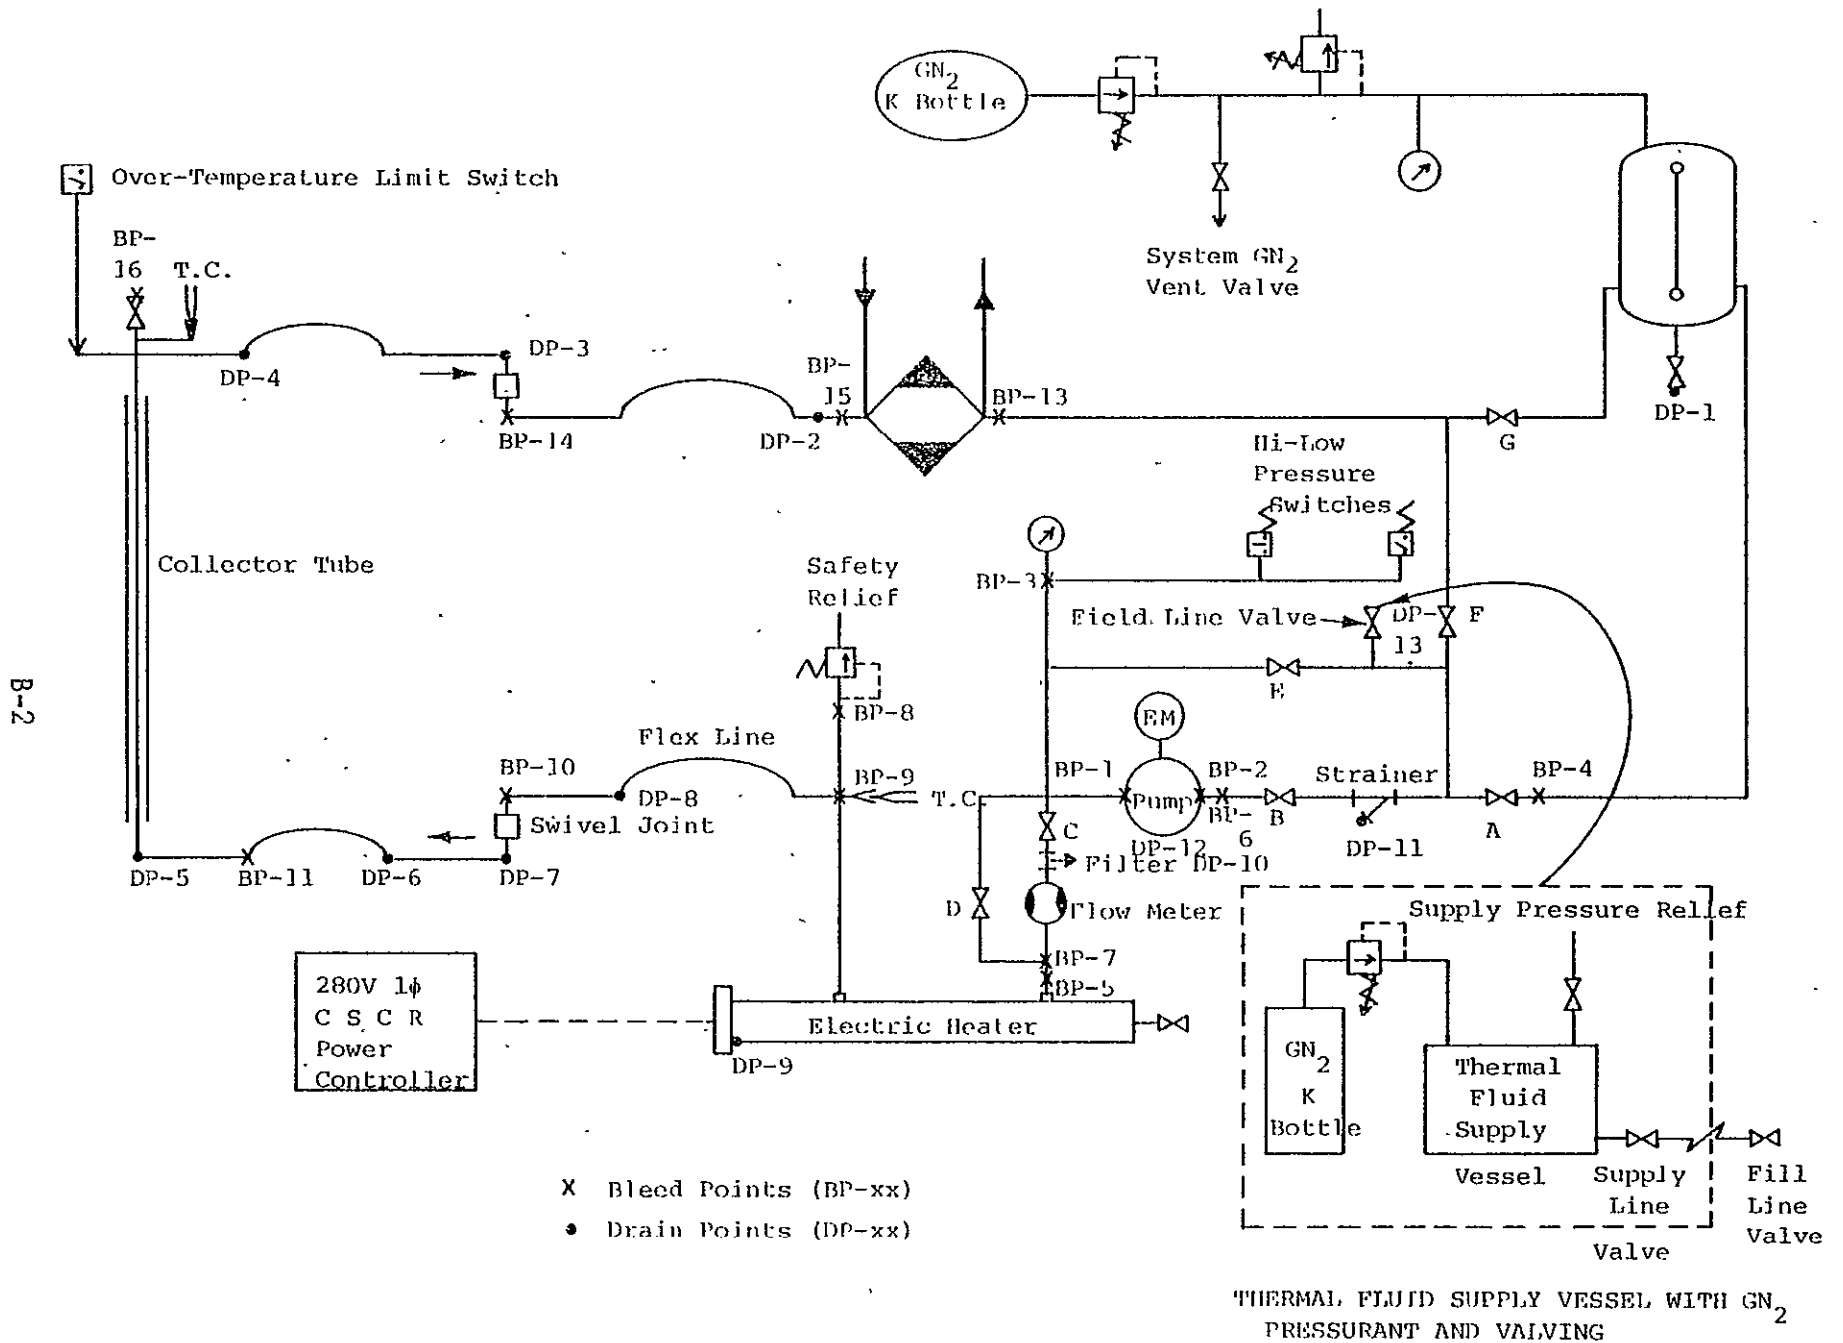 GN2
K Bottle
Over-Temperature Limit Switch
BP-
16
T.C.
System GN2
Vent Valve
DP-4
DP-3
BP-
15
BP-13
BP-14
DP-2
G
DP-1
Hi-Low
Pressure
Switches
Collector Tube
Safety
Relief
BP-3
Field Line Valve
DP-
13
F
E
B-2
BP-8
EM
Flex Line
BP-10
DP-8
BP-9
T.C
BP-1
Pump
BP-2
Strainer
BP-4
Swivel Joint
C
BP-
6
B
A
DP-12
DP-11
Filter DP-10
DP-5
BP-11
DP-6
DP-7
D
Flow Meter
Supply Pressure Relief
BP-7
BP-5
280V 1ϕ
C S C R
Power
Controller
Electric Heater
DP-9
GN2
K
Bottle
Thermal
Fluid
Supply
Vessel
Supply
Line
Valve
Fill
Line
Valve
X Bleed Points (BP-xx)
• Drain Points (DP-xx)
THERMAL FLUID SUPPLY VESSEL WITH GN2
PRESSURANT AND VALVING